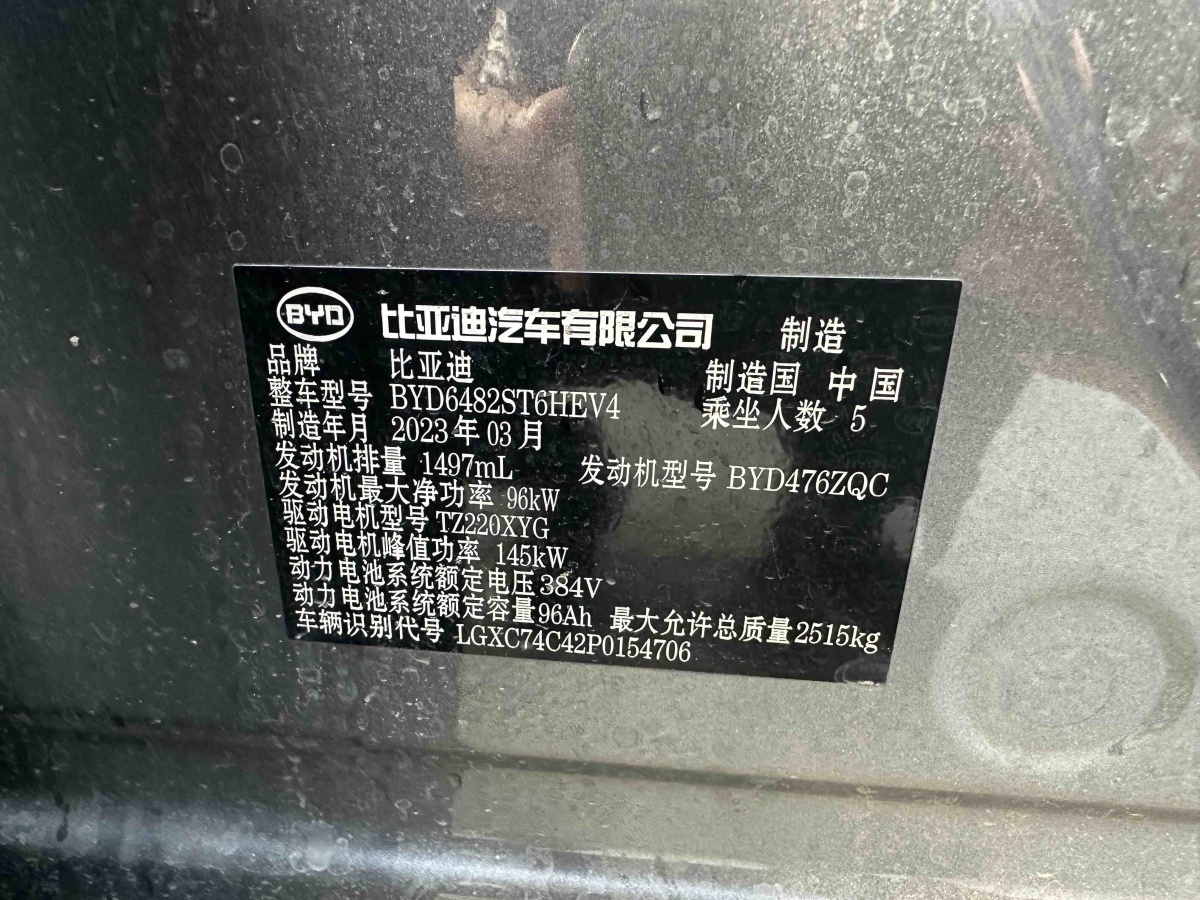 BYD 比亚迪汽车有限公司 制造
品牌 比亚迪 制造国 中国
整车型号 BYD6482ST6HEV4 乘坐人数 5
制造年月 2023年03月
发动机排量 1497mL 发动机型号 BYD476ZQC
发动机最大净功率 96kW
驱动电机型号 TZ220XYG
驱动电机峰值功率 145kW
动力电池系统额定电压 384V
动力电池系统额定容量 96Ah 最大允许总质量 2515kg
车辆识别代号 LGXC74C42P0154706